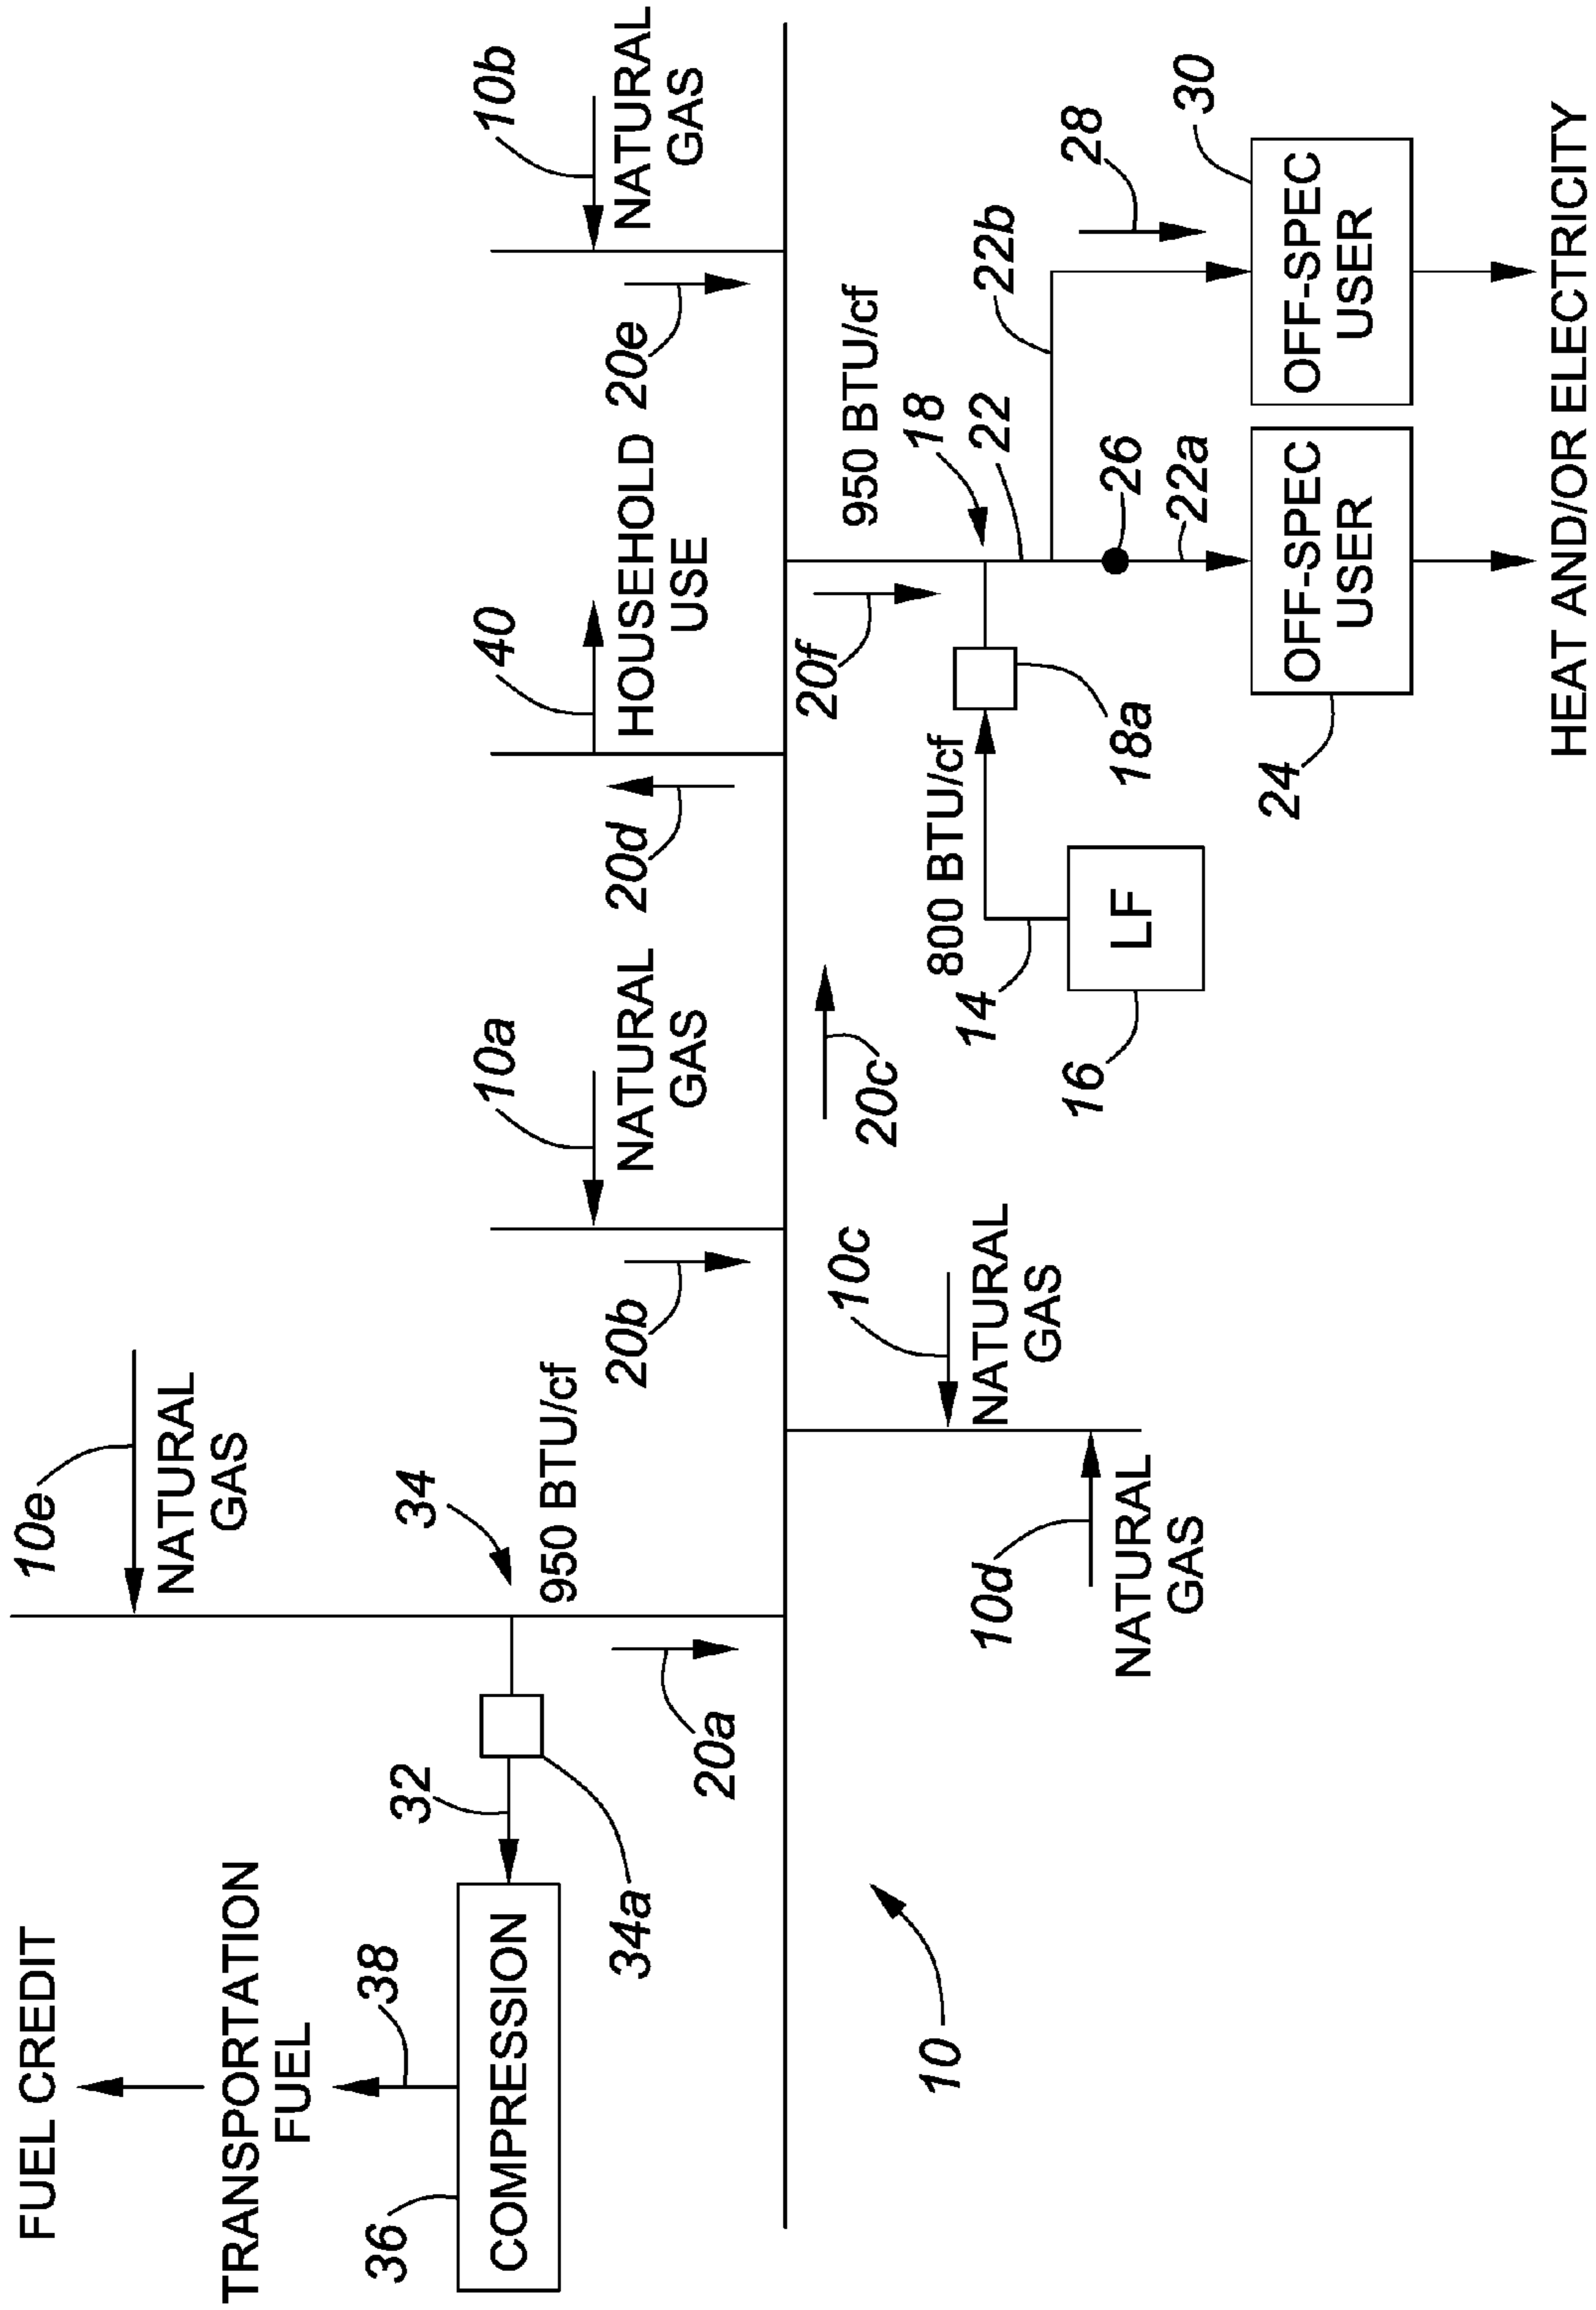 FUEL CREDIT
TRANSPORTATION
FUEL
38
36
COMPRESSION
32
34a
10e
NATURAL
GAS
34
950 BTU/cf
20a
20b
10a
NATURAL
GAS
20d
40
HOUSEHOLD
USE
20e
10b
NATURAL
GAS
10
10d
NATURAL
GAS
10c
NATURAL
GAS
20c
20f
950 BTU/cf
800 BTU/cf
14
16
LF
18a
18
22
22b
28
26
22a
24
OFF-SPEC
USER
30
OFF-SPEC
USER
HEAT AND/OR ELECTRICITY